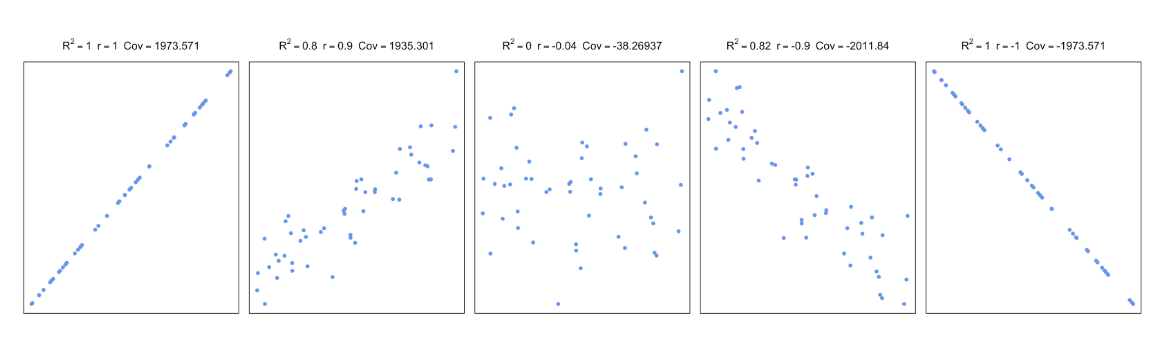 R² = 1 r = 1 Cov = 1973.571
R² = 0.8 r = 0.9 Cov = 1935.301
R² = 0 r = -0.04 Cov = -38.26937
R² = 0.82 r = -0.9 Cov = -2011.84
R² = 1 r = -1 Cov = -1973.571